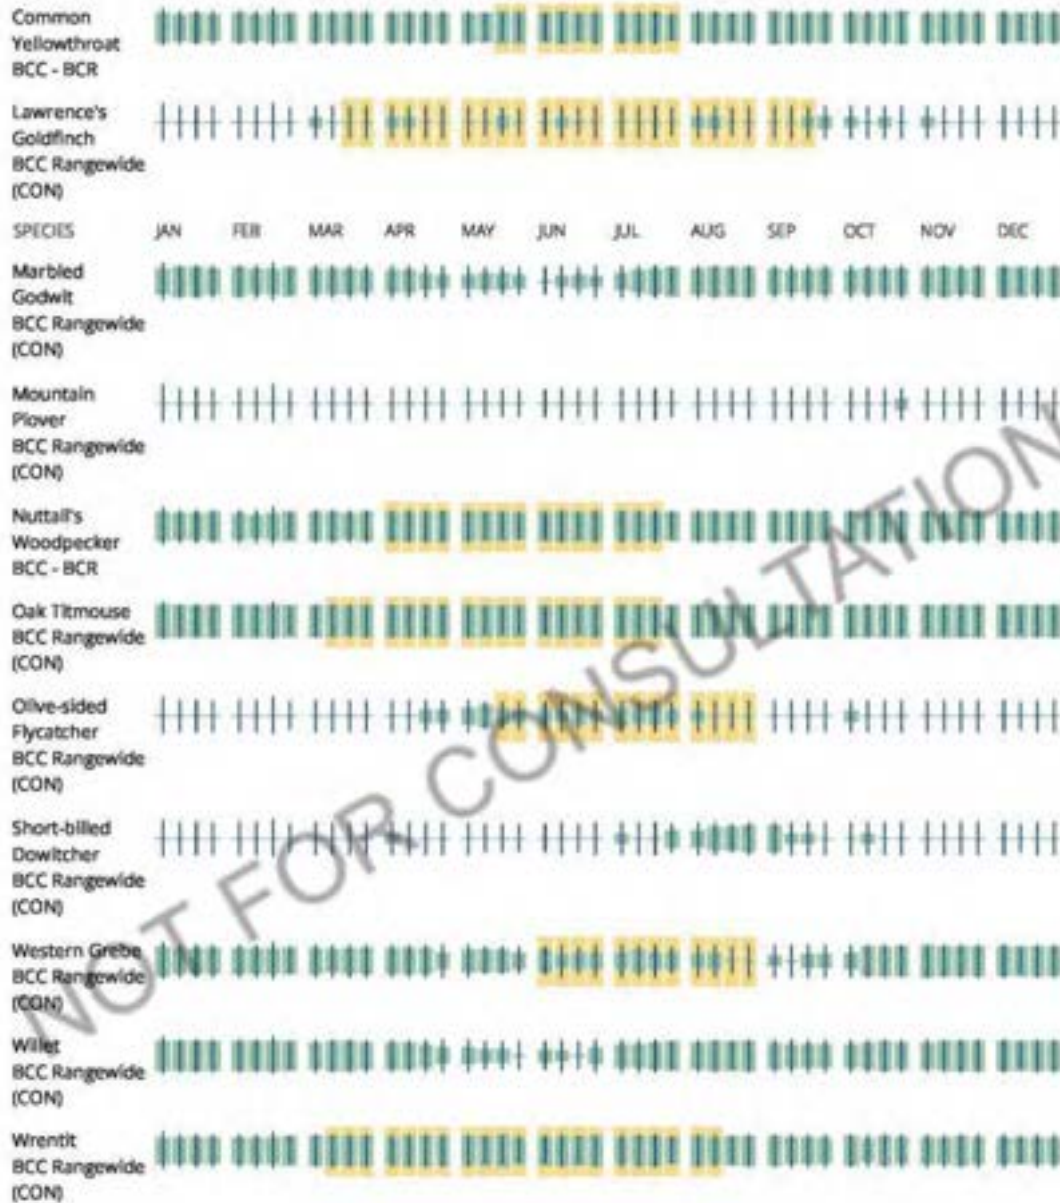 Common
Yellowthroat
BCC - BCR
Lawrence's
Goldfinch
BCC Rangewide
(CON)
SPECIES JAN FEB MAR APR MAY JUN JUL AUG SEP OCT NOV DEC
Marbled
Godwit
BCC Rangewide
(CON)
Mountain
Plover
BCC Rangewide
(CON)
Nuttall's
Woodpecker
BCC - BCR
Oak Titmouse
BCC Rangewide
(CON)
Olive-sided
Flycatcher
BCC Rangewide
(CON)
Short-billed
Dowitcher
BCC Rangewide
(CON)
Western Grebe
BCC Rangewide
(CON)
Willet
BCC Rangewide
(CON)
Wrentit
BCC Rangewide
(CON)
NOT FOR CONSULTATION